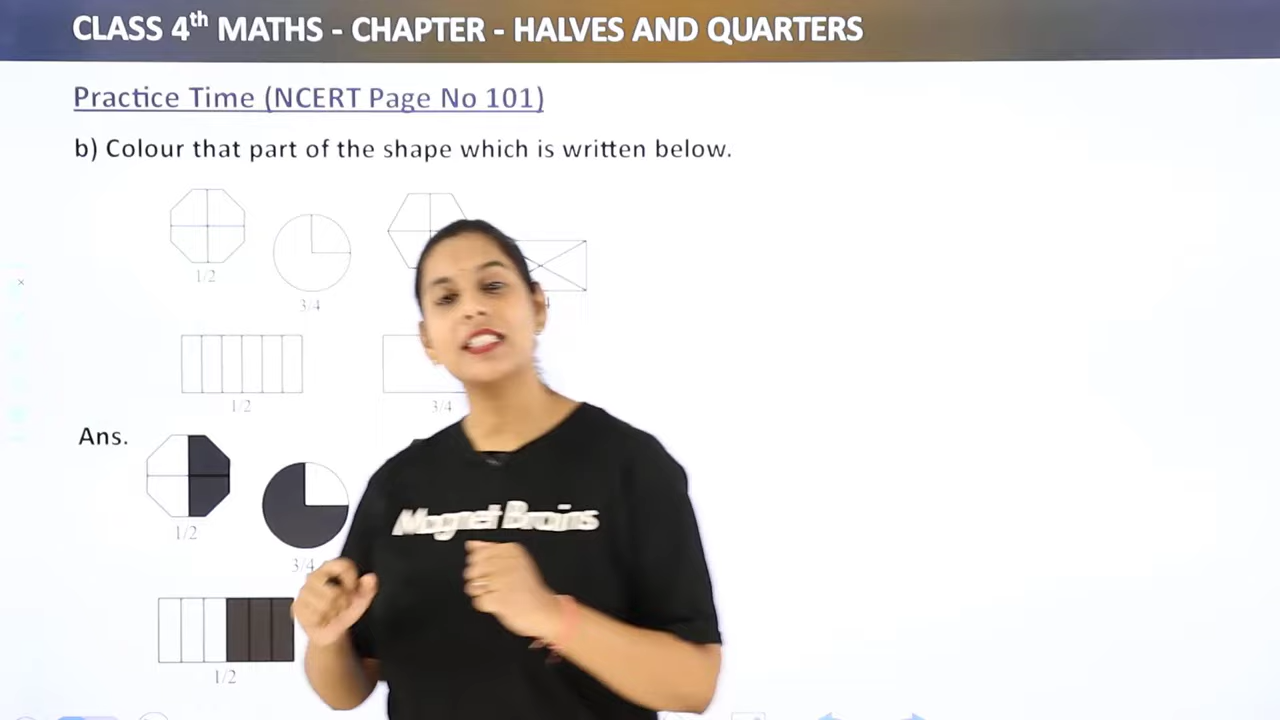 CLASS 4th MATHS - CHAPTER - HALVES AND QUARTERS
Practice Time (NCERT Page No 101)
b) Colour that part of the shape which is written below.
1/2
3/4
4
1/2
3/4
Ans.
1/2
3/4
Magnet Brains
1/2